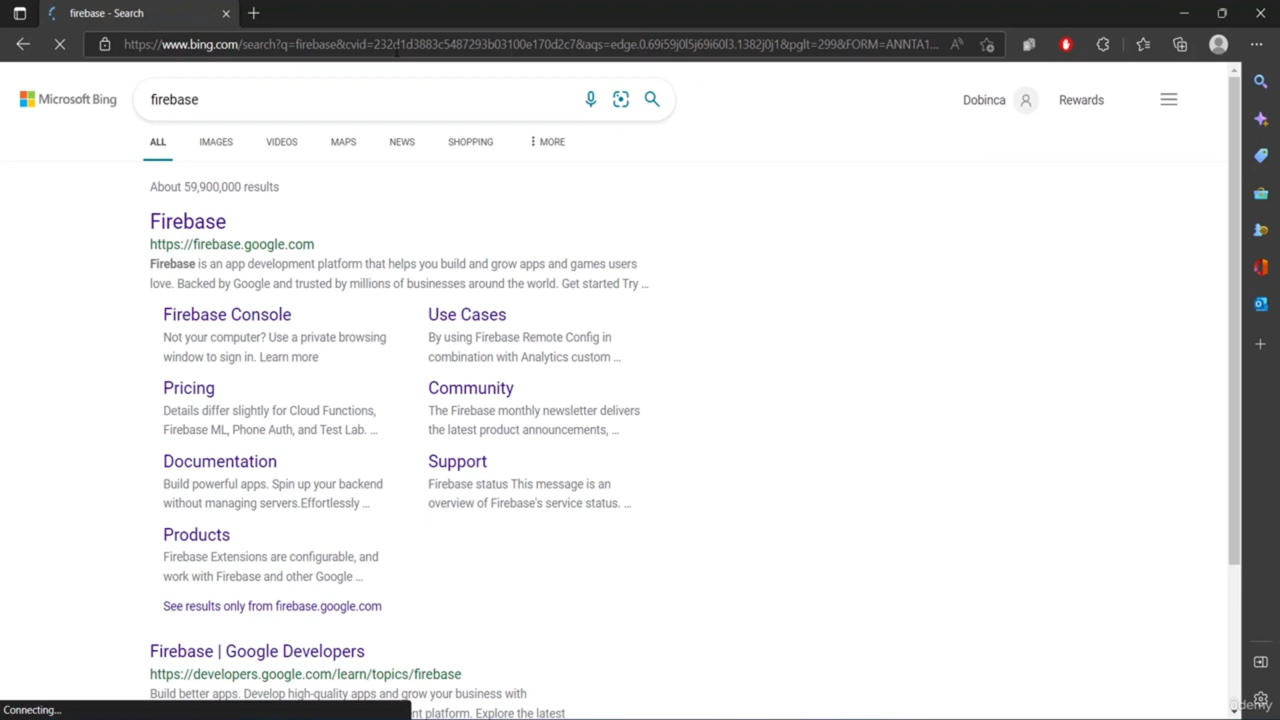 firebase - Search
https://www.bing.com/search?q=firebase&cvid=232d1d3883c5487293b03100e170d2c7&aqs=edge.0.69i59j0l5j69i60l3.1382j0j1&pglt=299&FORM=ANNTA1...
Microsoft Bing
firebase
Dobinca
Rewards
ALL IMAGES VIDEOS MAPS NEWS SHOPPING MORE
About 59,900,000 results
Firebase
https://firebase.google.com
Firebase is an app development platform that helps you build and grow apps and games users
love. Backed by Google and trusted by millions of businesses around the world. Get started Try ...
Firebase Console
Not your computer? Use a private browsing
window to sign in. Learn more
Use Cases
By using Firebase Remote Config in
combination with Analytics custom ...
Pricing
Details differ slightly for Cloud Functions,
Firebase ML, Phone Auth, and Test Lab. ...
Community
The Firebase monthly newsletter delivers
the latest product announcements, ...
Documentation
Build powerful apps. Spin up your backend
without managing servers.Effortlessly ...
Support
Firebase status This message is an
overview of Firebase's service status. ...
Products
Firebase Extensions are configurable, and
work with Firebase and other Google ...
See results only from firebase.google.com
Firebase | Google Developers
https://developers.google.com/learn/topics/firebase
Build better apps. Develop high-quality apps and grow your business with
nt platform. Explore the latest
Connecting...
udemy